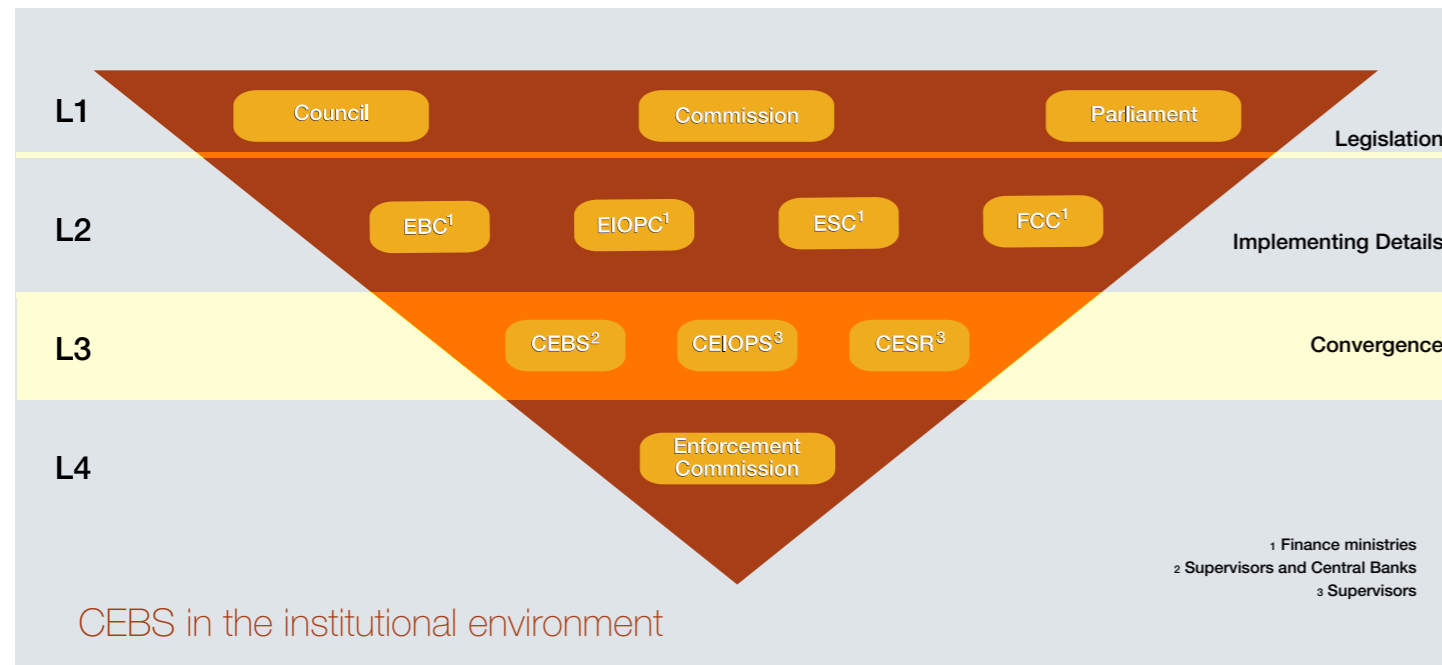 L1
Council
Commission
Parliament
Legislation
L2
EBC¹
EIOPC¹
ESC¹
FCC¹
Implementing Details
L3
CEBS²
CEIOPS³
CESR³
Convergence
L4
Enforcement
Commission
1 Finance ministries
2 Supervisors and Central Banks
3 Supervisors
CEBS in the institutional environment